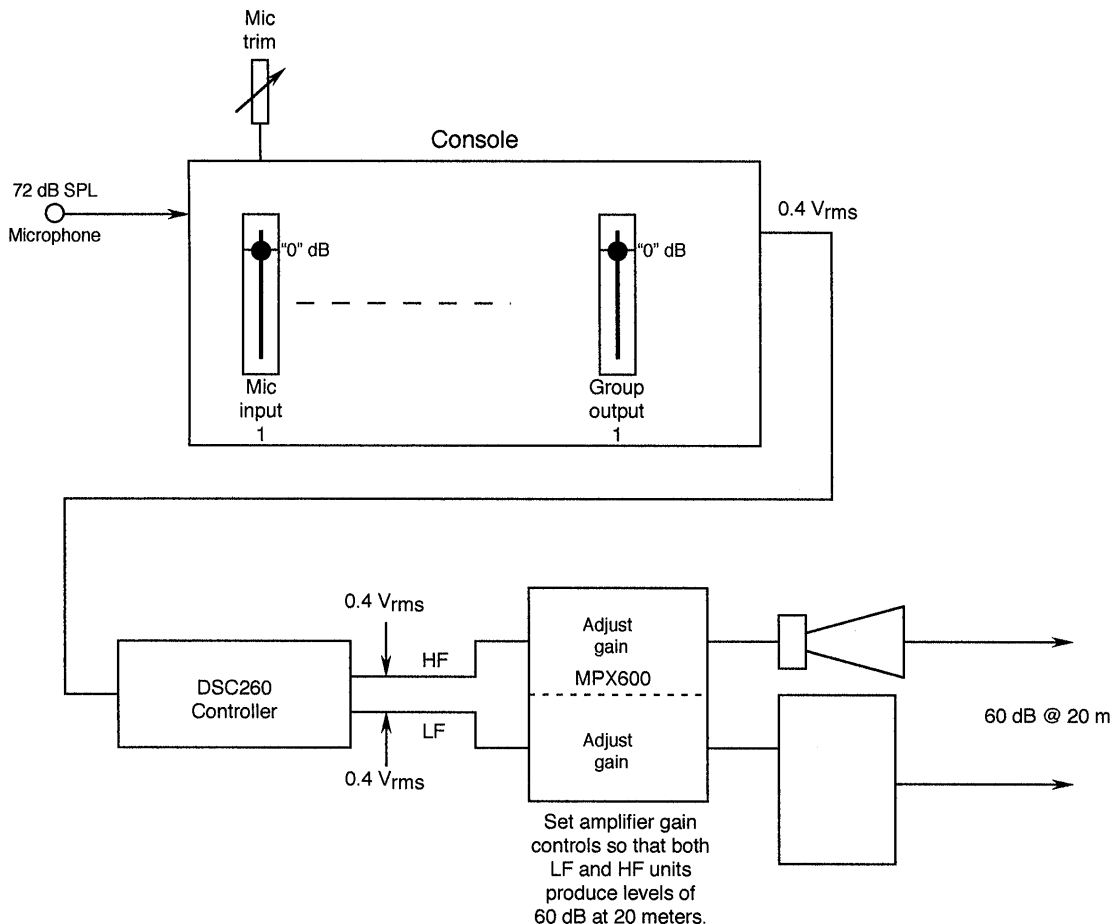 Mic
trim
Console
72 dB SPL
Microphone
0.4 Vrms
"0" dB
"0" dB
Mic
input
1
Group
output
1
0.4 Vrms
HF
DSC260
Controller
LF
0.4 Vrms
Adjust
gain
MPX600
Adjust
gain
60 dB @ 20 m
Set amplifier gain
controls so that both
LF and HF units
produce levels of
60 dB at 20 meters.